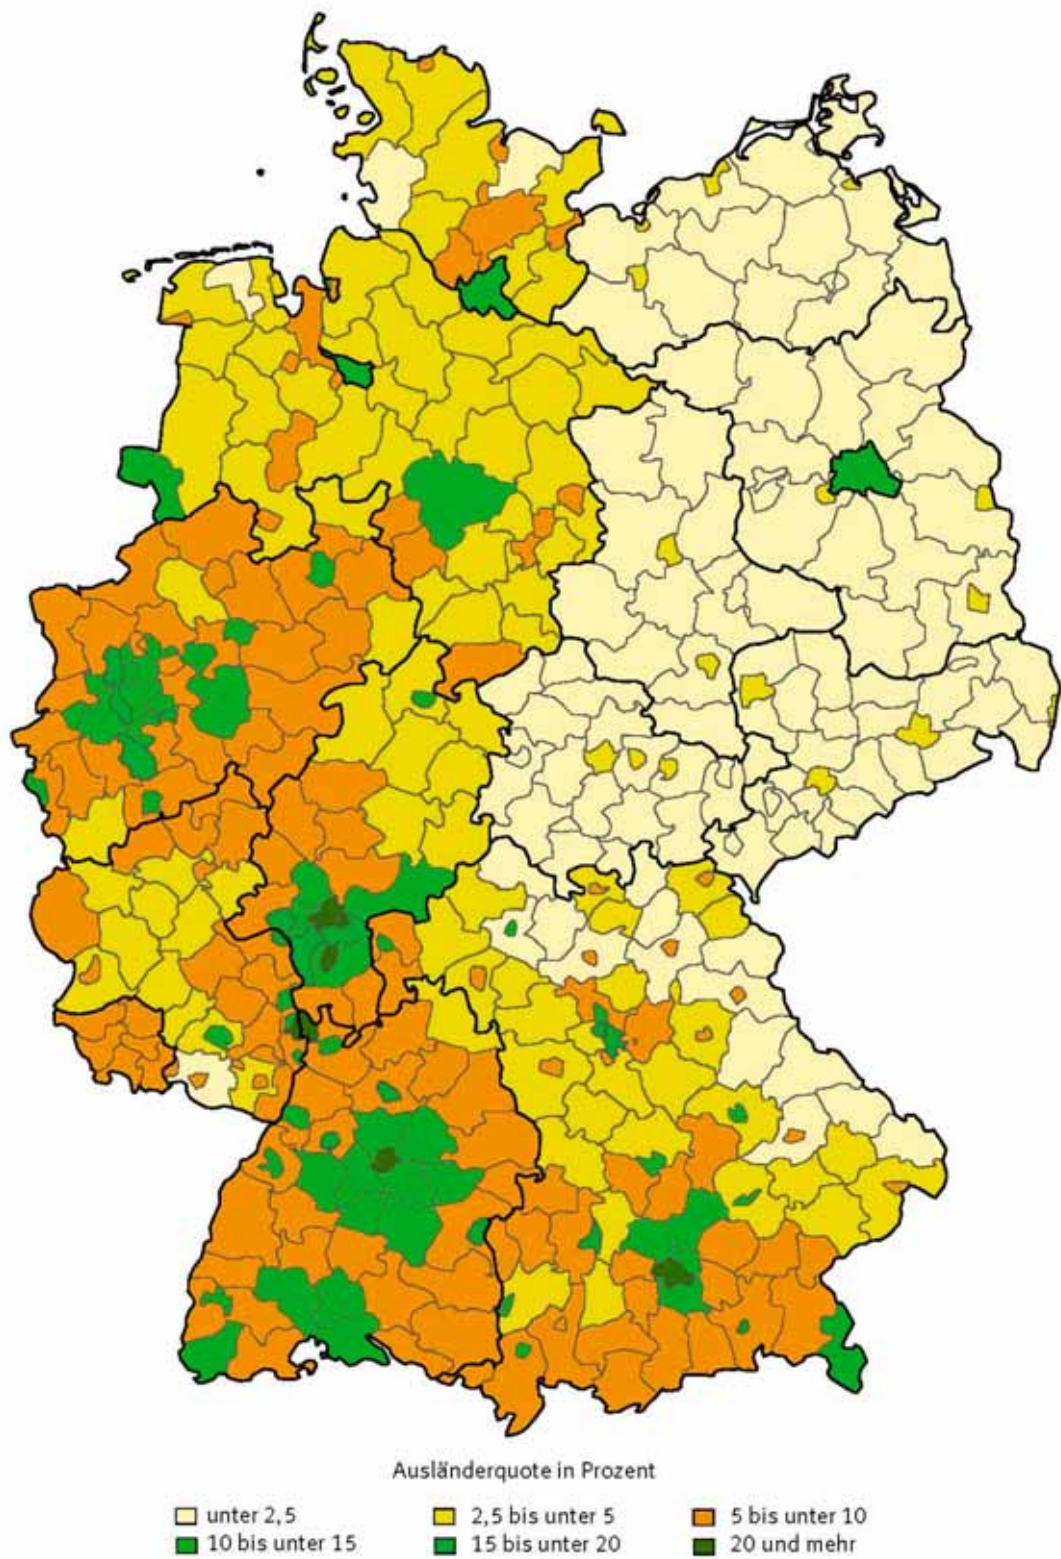 Ausländerquote in Prozent
unter 2,5 2,5 bis unter 5 5 bis unter 10
10 bis unter 15 15 bis unter 20 20 und mehr